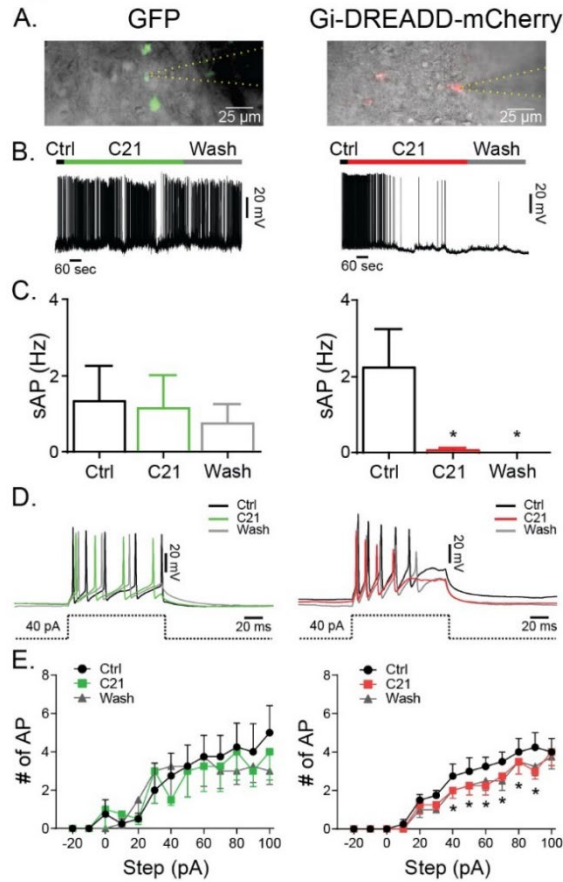 A. GFP Gi-DREADD-mCherry
25 µm 25 µm
B. Ctrl C21 Wash Ctrl C21 Wash
20 mV 20 mV
60 sec 60 sec
C.
4 4
sAP (Hz) 2 sAP (Hz) 2
* *
0 0
Ctrl C21 Wash Ctrl C21 Wash
D.
Ctrl Ctrl
C21 C21
Wash Wash
20 mV 20 mV
40 pA 20 ms 40 pA 20 ms
E.
8 Ctrl 8 Ctrl
C21 C21
6 Wash 6 Wash
# of AP 4 # of AP 4
2 2
* * * * * *
0 0
-20 0 20 40 60 80 100 -20 0 20 40 60 80 100
Step (pA) Step (pA)